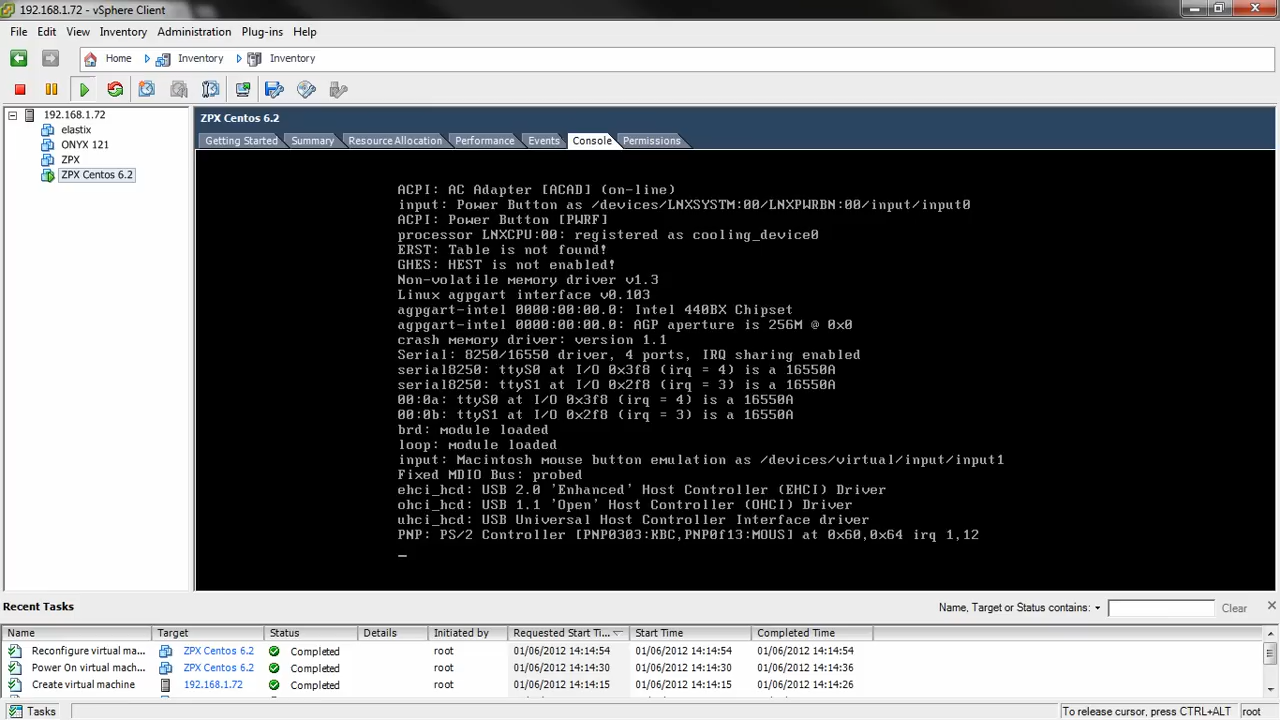 192.168.1.72 - vSphere Client
File Edit View Inventory Administration Plug-ins Help
Home Inventory Inventory
192.168.1.72
elastix
ONYX 121
ZPX
ZPX Centos 6.2
ZPX Centos 6.2
Getting Started Summary Resource Allocation Performance Events Console Permissions
ACPI: AC Adapter [ACAD] (on-line)
input: Power Button as /devices/LNXSYSTM:00/LNXPWRBN:00/input/input0
ACPI: Power Button [PWRF]
processor LNXCPU:00: registered as cooling_device0
ERST: Table is not found!
GHES: HEST is not enabled!
Non-volatile memory driver v1.3
Linux agpgart interface v0.103
agpgart-intel 0000:00:00.0: Intel 440BX Chipset
agpgart-intel 0000:00:00.0: AGP aperture is 256M @ 0x0
crash memory driver: version 1.1
Serial: 8250/16550 driver, 4 ports, IRQ sharing enabled
serial8250: ttyS0 at I/O 0x3f8 (irq = 4) is a 16550A
serial8250: ttyS1 at I/O 0x2f8 (irq = 3) is a 16550A
00:0a: ttyS0 at I/O 0x3f8 (irq = 4) is a 16550A
00:0b: ttyS1 at I/O 0x2f8 (irq = 3) is a 16550A
brd: module loaded
loop: module loaded
input: Macintosh mouse button emulation as /devices/virtual/input/input1
Fixed MDIO Bus: probed
ehci_hcd: USB 2.0 'Enhanced' Host Controller (EHCI) Driver
ohci_hcd: USB 1.1 'Open' Host Controller (OHCI) Driver
uhci_hcd: USB Universal Host Controller Interface driver
PNP: PS/2 Controller [PNP0303:KBC,PNP0f13:MOUS] at 0x60,0x64 irq 1,12
_
Recent Tasks Name, Target or Status contains: Clear
Name Target Status Details Initiated by Requested Start Ti... Start Time Completed Time
Reconfigure virtual ma... ZPX Centos 6.2 Completed root 01/06/2012 14:14:54 01/06/2012 14:14:54 01/06/2012 14:14:54
Power On virtual mach... ZPX Centos 6.2 Completed root 01/06/2012 14:14:30 01/06/2012 14:14:30 01/06/2012 14:14:36
Create virtual machine 192.168.1.72 Completed root 01/06/2012 14:14:15 01/06/2012 14:14:15 01/06/2012 14:14:26
Tasks To release cursor, press CTRL+ALT root